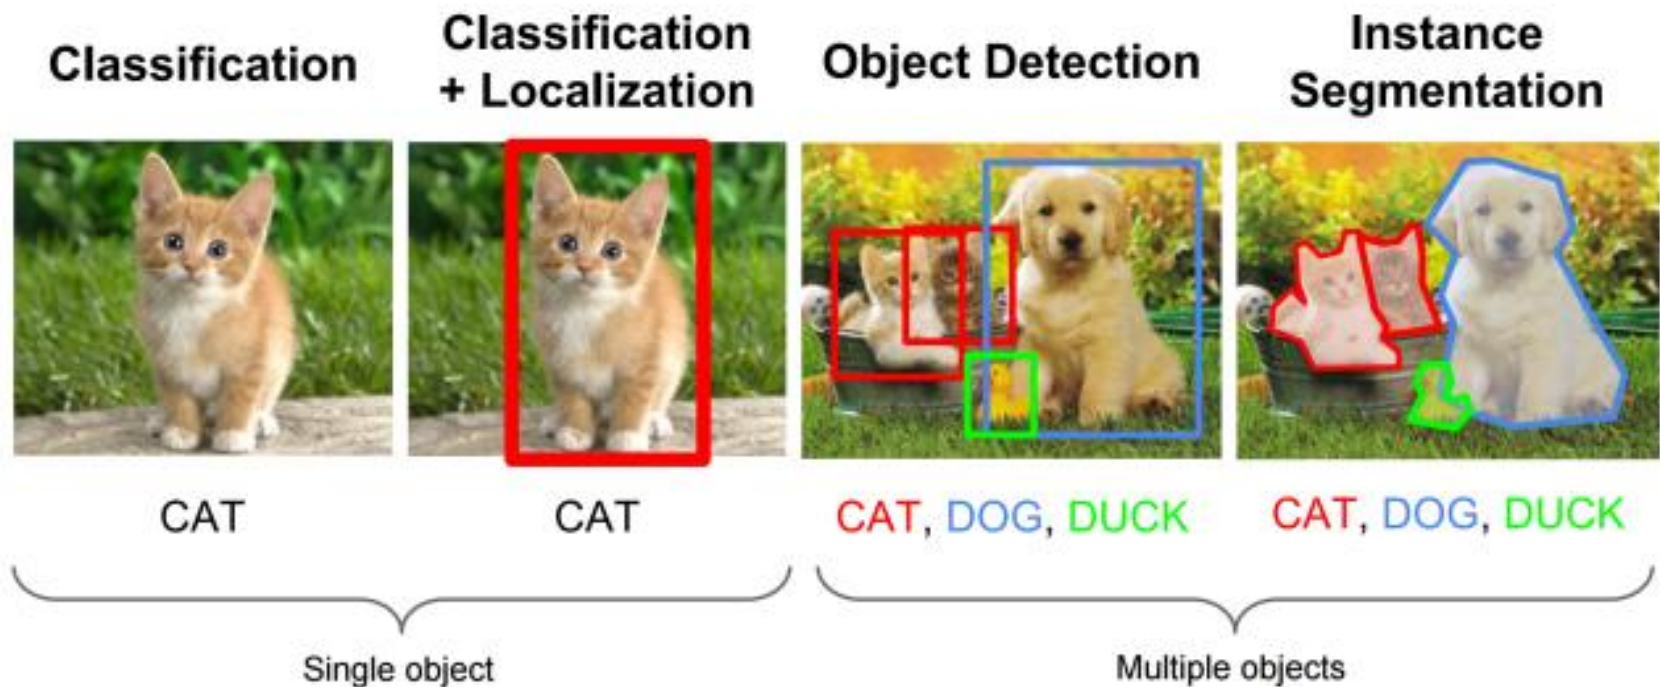 Classification
Classification
+ Localization
Object Detection
Instance
Segmentation
CAT
CAT
CAT, DOG, DUCK
CAT, DOG, DUCK
Single object
Multiple objects